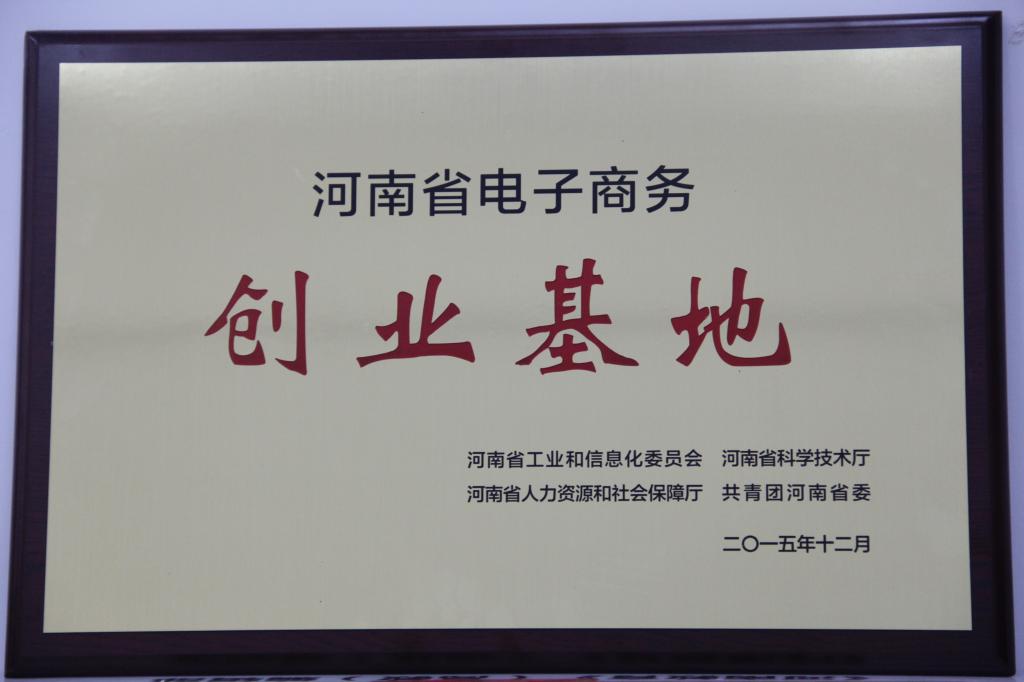 河南省电子商务
创业基地
河南省工业和信息化委员会 河南省科学技术厅
河南省人力资源和社会保障厅 共青团河南省委
二〇一五年十二月